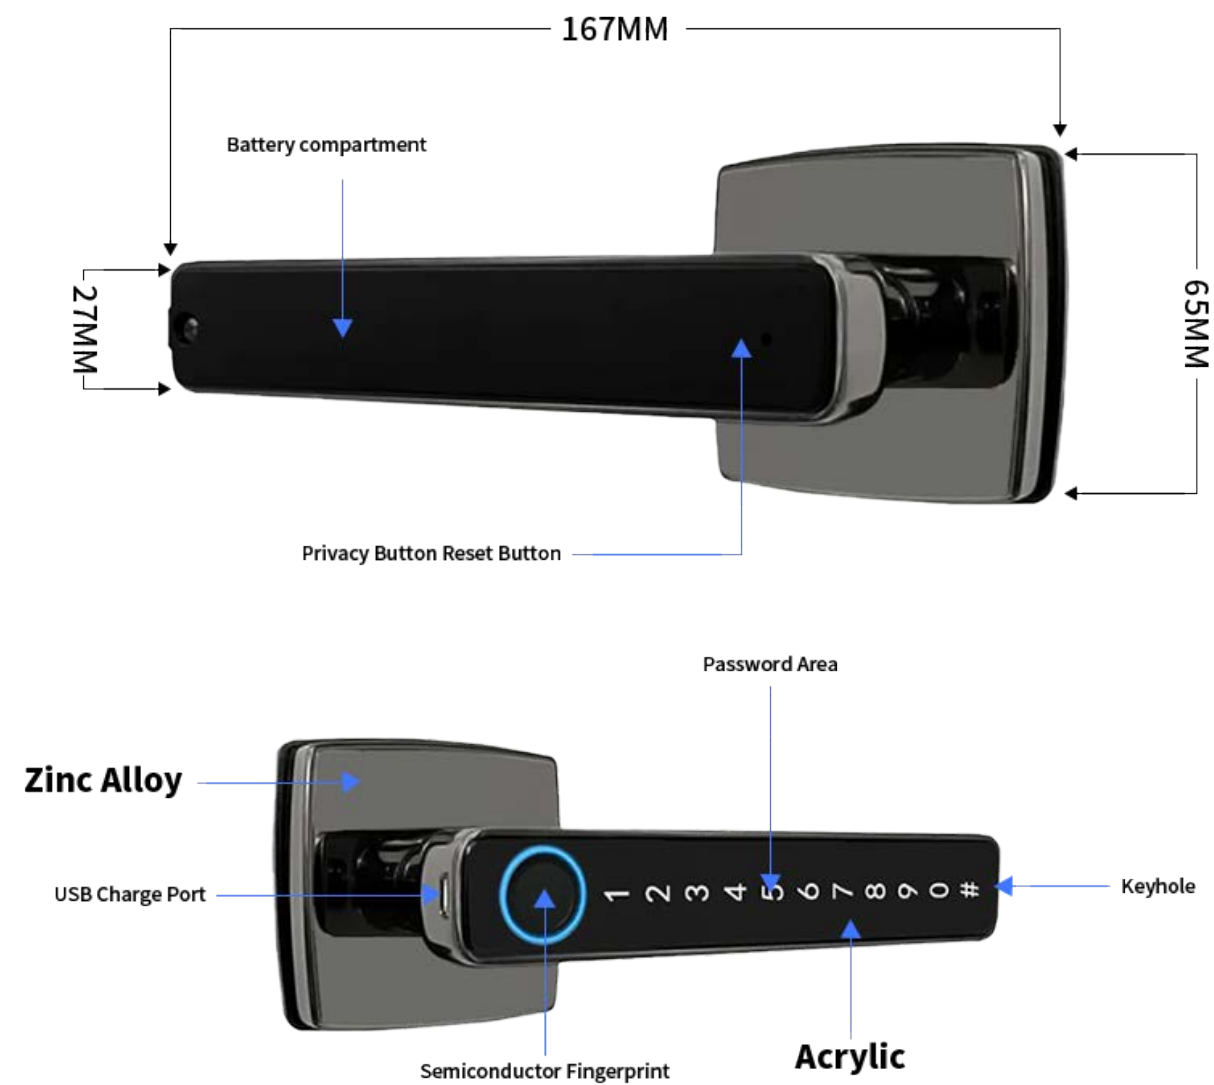 167MM
Battery compartment
27MM
65MM
Privacy Button Reset Button
Password Area
Zinc Alloy
USB Charge Port
1 2 3 4 5 6 7 8 9 0 #
Keyhole
Acrylic
Semiconductor Fingerprint